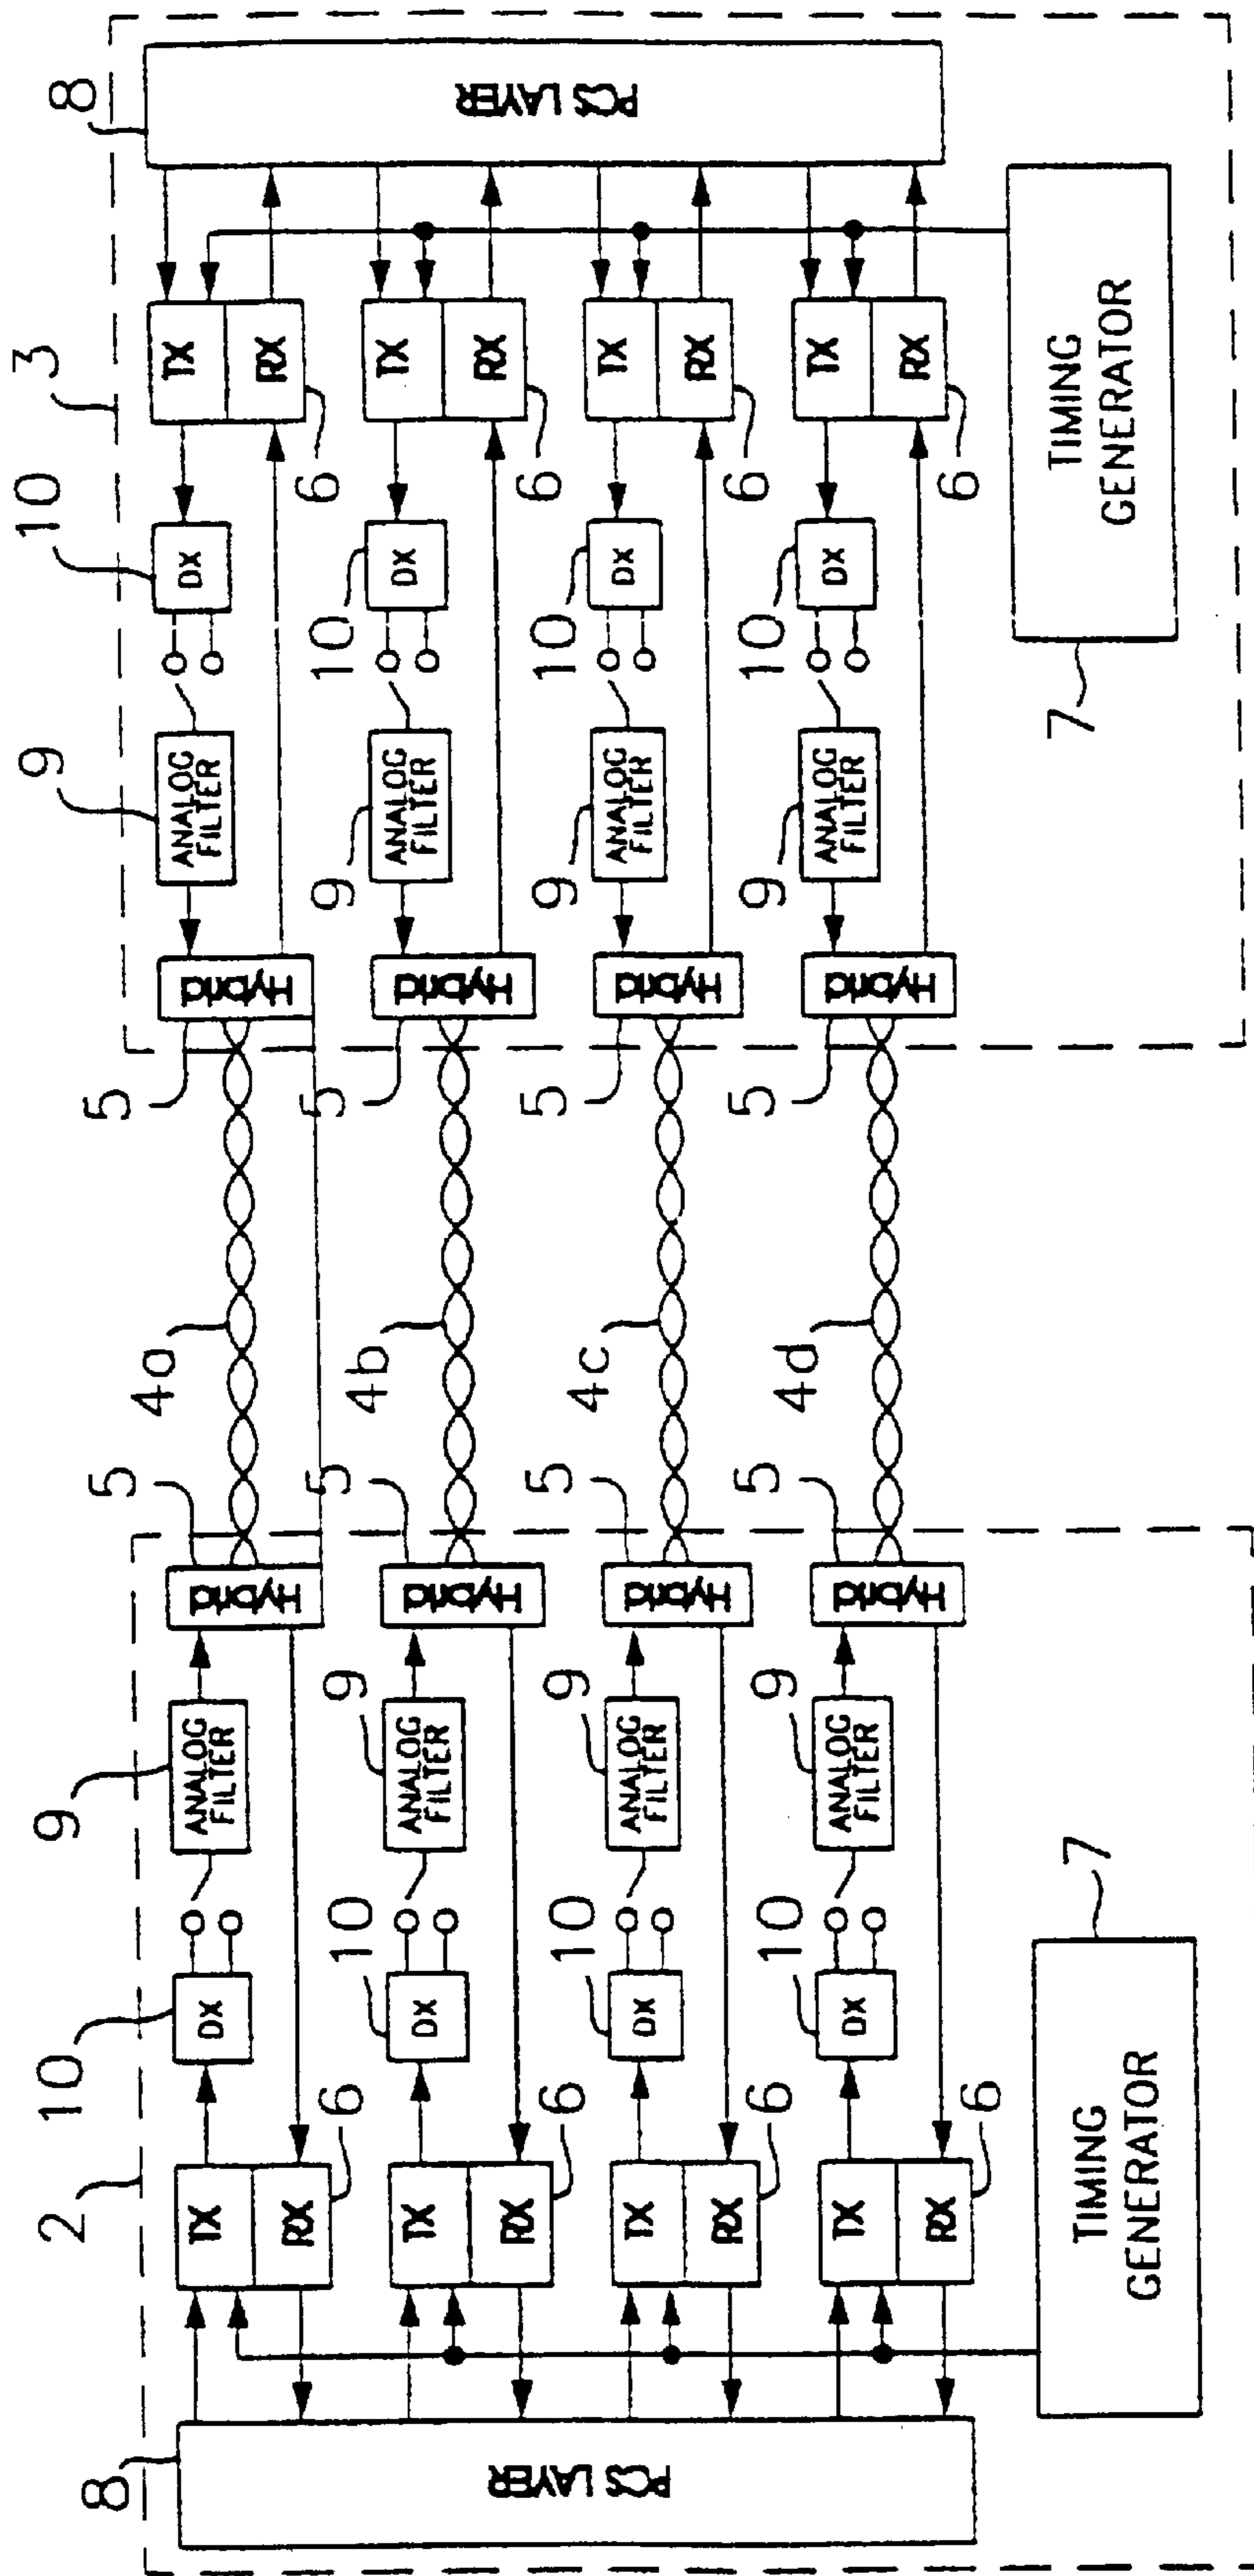 8
2
10
9
5
4a
5
9
10
3
8
TX
DX
ANALOG
FILTER
Hybrid
Hybrid
ANALOG
FILTER
DX
TX
RX
RX
6
10
9
5
4b
5
9
10
6
TX
DX
ANALOG
FILTER
Hybrid
Hybrid
ANALOG
FILTER
DX
TX
PCS LAYER
PCS LAYER
RX
RX
6
10
9
5
4c
5
9
10
6
TX
DX
ANALOG
FILTER
Hybrid
Hybrid
ANALOG
FILTER
DX
TX
RX
RX
6
10
9
5
4d
5
9
10
6
TX
DX
ANALOG
FILTER
Hybrid
Hybrid
ANALOG
FILTER
DX
TX
RX
RX
6
6
7
7
TIMING
GENERATOR
TIMING
GENERATOR